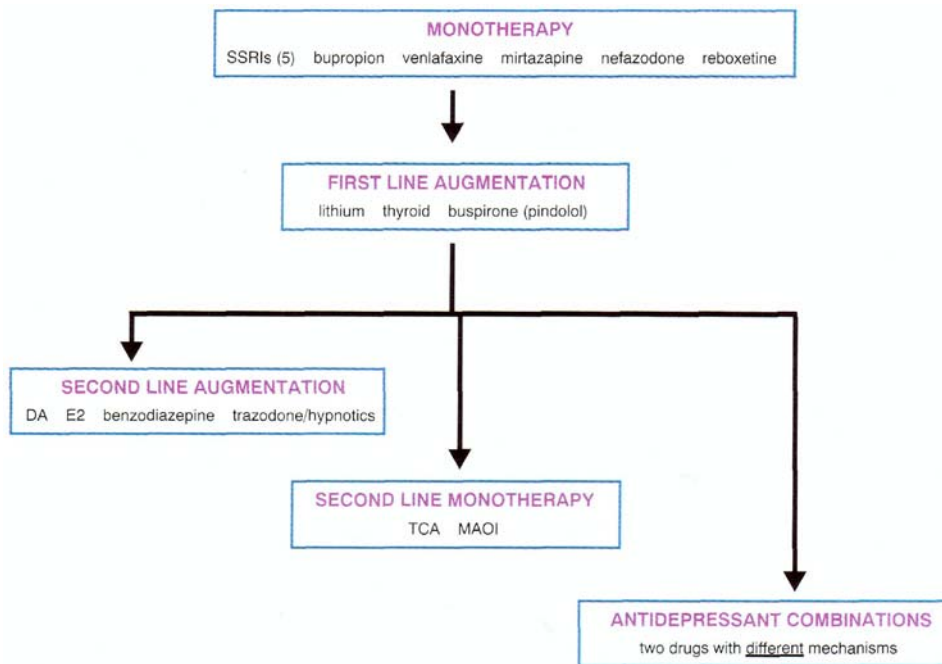 MONOTHERAPY
SSRIs (5) bupropion venlafaxine mirtazapine nefazodone reboxetine
FIRST LINE AUGMENTATION
lithium thyroid buspirone (pindolol)
SECOND LINE AUGMENTATION
DA E2 benzodiazepine trazodone/hypnotics
SECOND LINE MONOTHERAPY
TCA MAOI
ANTIDEPRESSANT COMBINATIONS
two drugs with different mechanisms